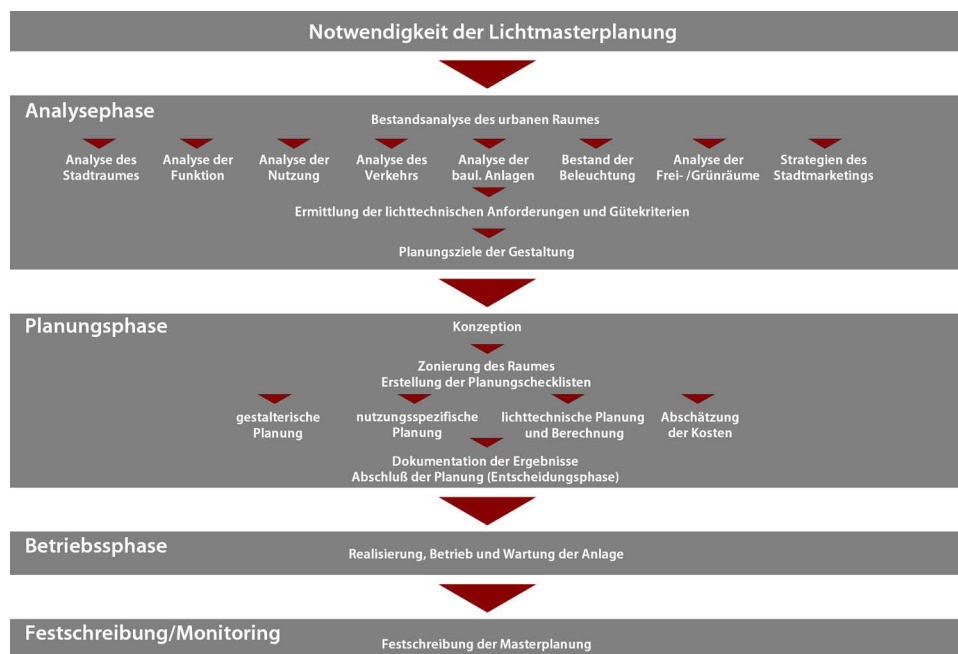 Notwendigkeit der Lichtmasterplanung
Analysephase
Bestandsanalyse des urbanen Raumes
Analyse des
Stadtraumes
Analyse der
Funktion
Analyse der
Nutzung
Analyse des
Verkehrs
Analyse der
baul. Anlagen
Bestand der
Beleuchtung
Analyse der
Frei- /Grünräume
Strategien des
Stadtmarketings
Ermittlung der lichttechnischen Anforderungen und Gütekriterien
Planungsziele der Gestaltung
Planungsphase
Konzeption
Zonierung des Raumes
Erstellung der Planungschecklisten
gestalterische
Planung
nutzungsspezifische
Planung
lichttechnische Planung
und Berechnung
Abschätzung
der Kosten
Dokumentation der Ergebnisse
Abschluß der Planung (Entscheidungsphase)
Betriebssphase
Realisierung, Betrieb und Wartung der Anlage
Festschreibung/Monitoring
Festschreibung der Masterplanung